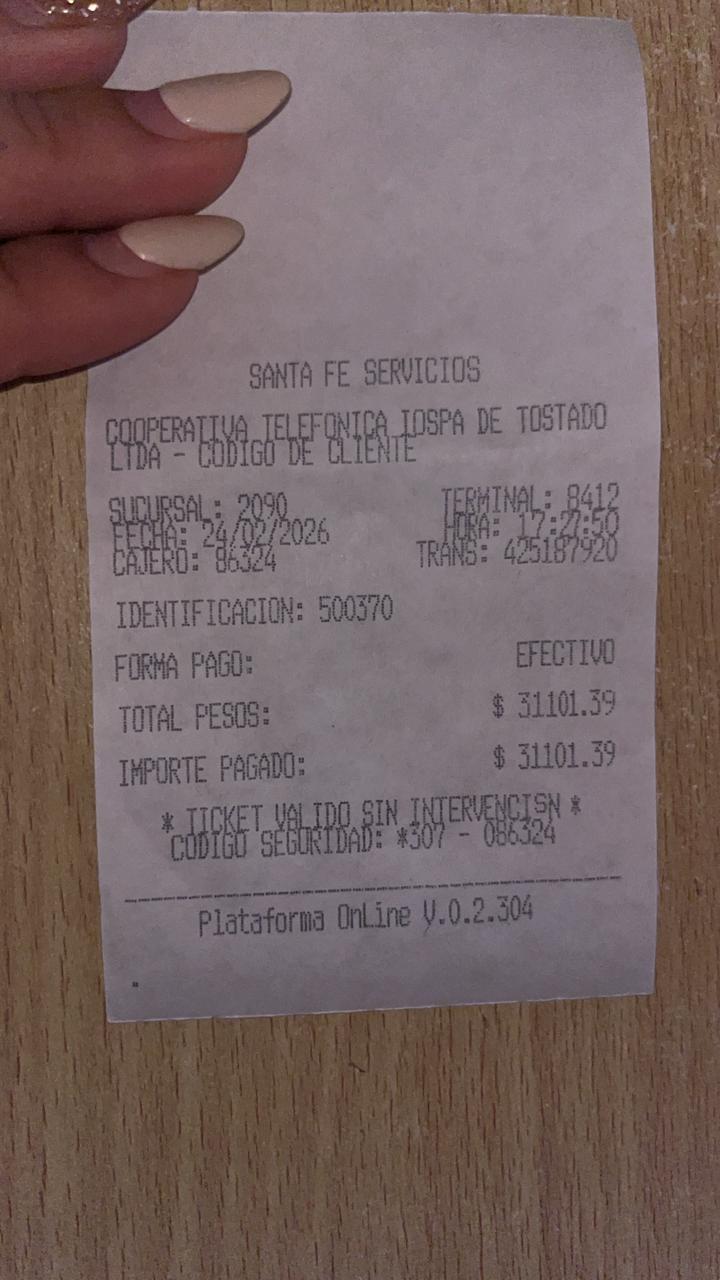 SANTA FE SERVICIOS
COOPERATIVA TELEFONICA IOSPA DE TOSTADO
LTDA - CODIGO DE CLIENTE
SUCURSAL: 2090 TERMINAL: 8412
FECHA: 24/02/2026 HORA: 17:27:50
CAJERO: 86324 TRANS: 425187920
IDENTIFICACION: 500370
FORMA PAGO: EFECTIVO
TOTAL PESOS: $ 31101.39
IMPORTE PAGADO: $ 31101.39
* TICKET VALIDO SIN INTERVENCISN *
CODIGO SEGURIDAD: *307 - 086324
Plataforma OnLine V.0.2.304